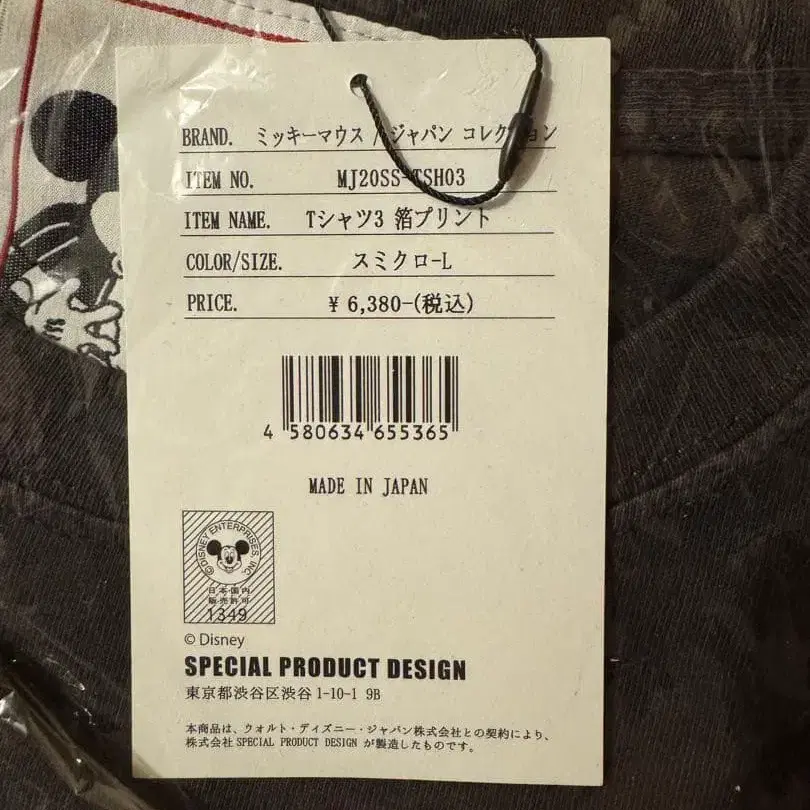 BRAND. ミッキーマウス / ジャパン コレクション
ITEM NO. MJ20SS-TSH03
ITEM NAME. Tシャツ3 箔プリント
COLOR/SIZE. スミクロ-L
PRICE. ¥ 6,380-(税込)
4 580634 655365
MADE IN JAPAN
© DISNEY ENTERPRISES, INC.
日本国内
販売許可
1349
© Disney
SPECIAL PRODUCT DESIGN
東京都渋谷区渋谷 1-10-1 9B
本商品は、ウォルト・ディズニー・ジャパン株式会社との契約により、
株式会社 SPECIAL PRODUCT DESIGN が製造したものです。